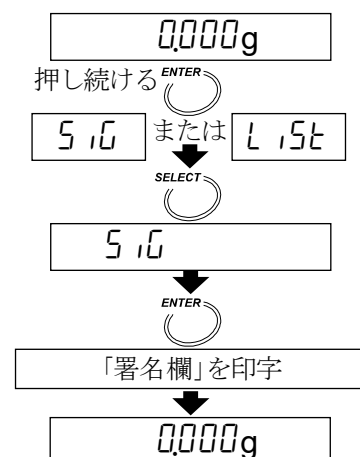 0.000g
押し続ける ENTER
SiG または LiSt
SELECT
SiG
ENTER
「署名欄」を印字
0.000g